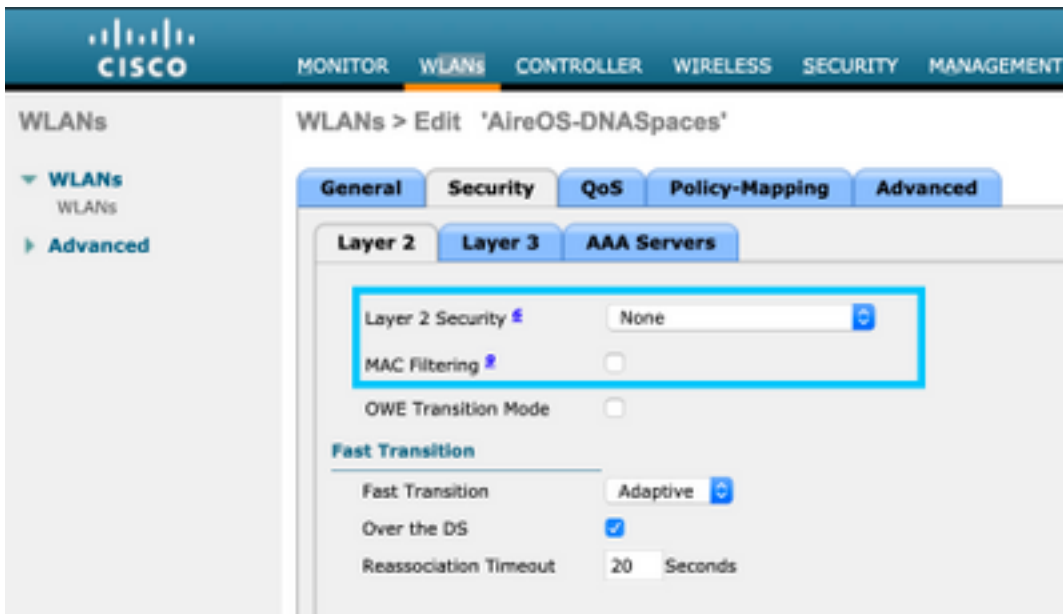 CISCO
MONITOR WLANs CONTROLLER WIRELESS SECURITY MANAGEMENT
WLANs
WLANs > Edit 'AireOS-DNASpaces'
WLANs
WLANs
Advanced
General Security QoS Policy-Mapping Advanced
Layer 2 Layer 3 AAA Servers
Layer 2 Security None
MAC Filtering
OWE Transition Mode
Fast Transition
Fast Transition Adaptive
Over the DS
Reassociation Timeout 20 Seconds